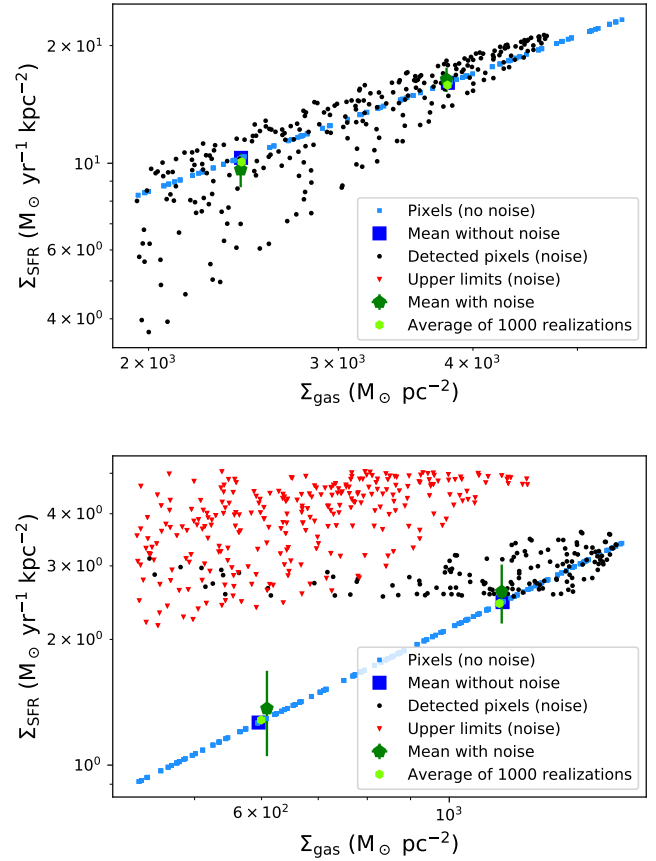 2 × 10¹
10¹
6 × 10⁰
4 × 10⁰
Σ_SFR (M_⊙ yr⁻¹ kpc⁻²)
Pixels (no noise)
Mean without noise
Detected pixels (noise)
Upper limits (noise)
Mean with noise
Average of 1000 realizations
2 × 10³
3 × 10³
4 × 10³
Σ_gas (M_⊙ pc⁻²)
4 × 10⁰
3 × 10⁰
2 × 10⁰
10⁰
Σ_SFR (M_⊙ yr⁻¹ kpc⁻²)
Pixels (no noise)
Mean without noise
Detected pixels (noise)
Upper limits (noise)
Mean with noise
Average of 1000 realizations
6 × 10²
10³
Σ_gas (M_⊙ pc⁻²)